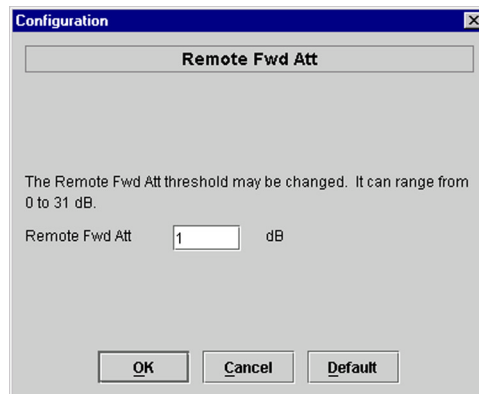 Configuration
Remote Fwd Att
The Remote Fwd Att threshold may be changed. It can range from
0 to 31 dB.
Remote Fwd Att 1 dB
OK Cancel Default